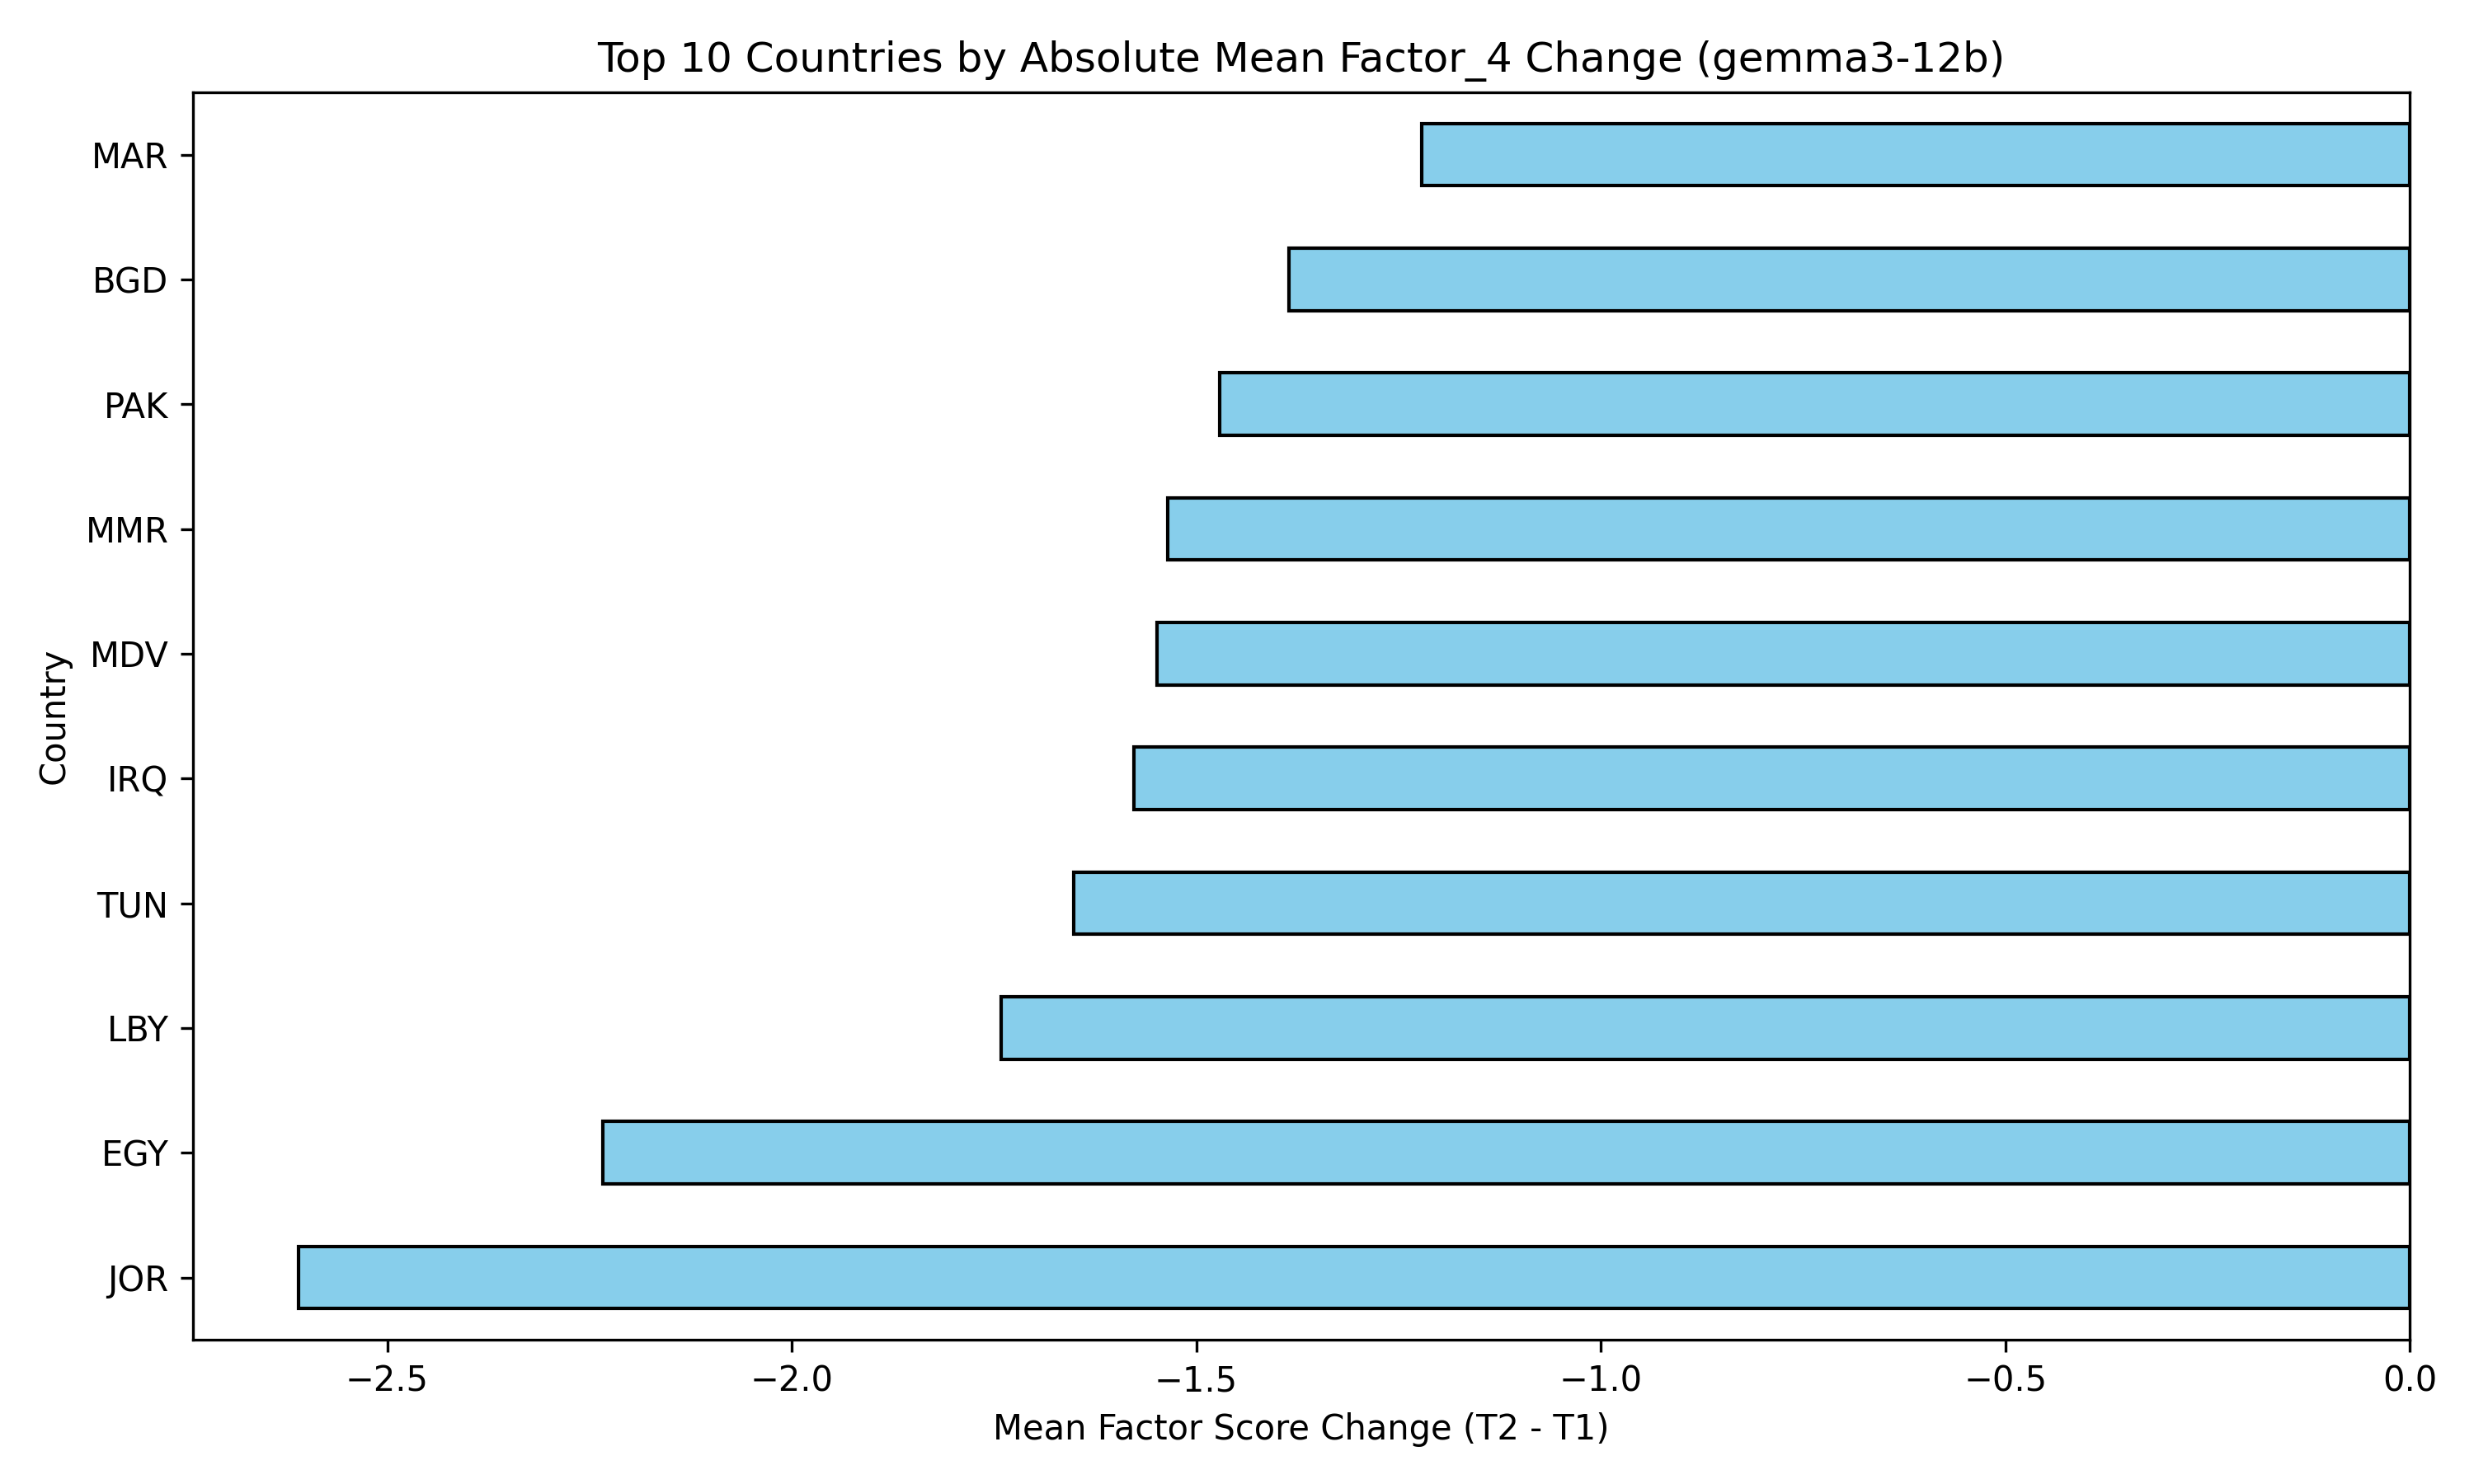 Top 10 Countries by Absolute Mean Factor_4 Change (gemma3-12b)
MAR
BGD
PAK
MMR
MDV
IRQ
TUN
LBY
EGY
JOR
Country
−2.5
−2.0
−1.5
−1.0
−0.5
0.0
Mean Factor Score Change (T2 - T1)